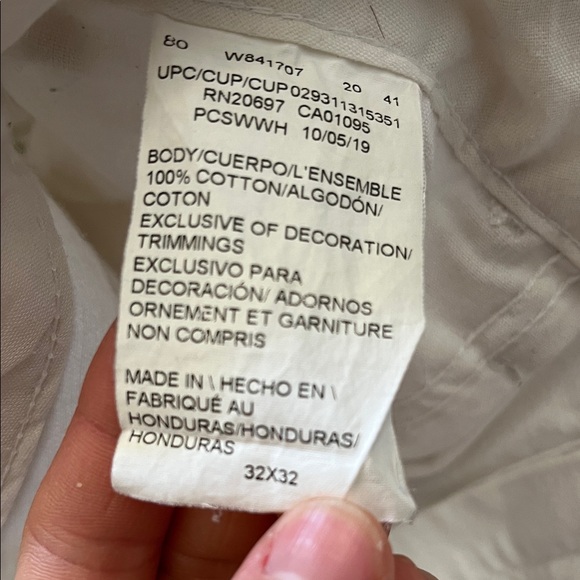 80 W841707 20 41
UPC/CUP/CUP029311315351
RN20697 CA01095
PCSWWH 10/05/19
BODY/CUERPO/L'ENSEMBLE
100% COTTON/ALGODÓN/
COTON
EXCLUSIVE OF DECORATION/
TRIMMINGS
EXCLUSIVO PARA
DECORACIÓN/ ADORNOS
ORNEMENT ET GARNITURE
NON COMPRIS
MADE IN \ HECHO EN \
FABRIQUÉ AU
HONDURAS/HONDURAS/
HONDURAS
32X32